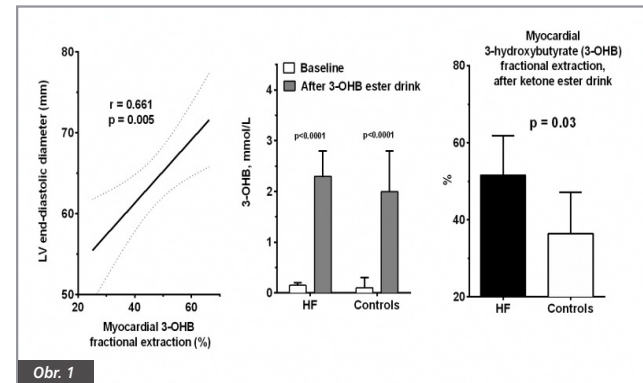 80
70
60
50
LV end-diastolic diameter (mm)
r = 0.661
p = 0.005
20
40
60
80
Myocardial 3-OHB
fractional extraction (%)
Baseline
After 3-OHB ester drink
4
3
2
1
0
3-OHB, mmol/L
p<0.0001
p<0.0001
HF
Controls
Myocardial
3-hydroxybutyrate (3-OHB)
fractional extraction,
after ketone ester drink
80
60
40
20
%
p = 0.03
HF
Controls
Obr. 1